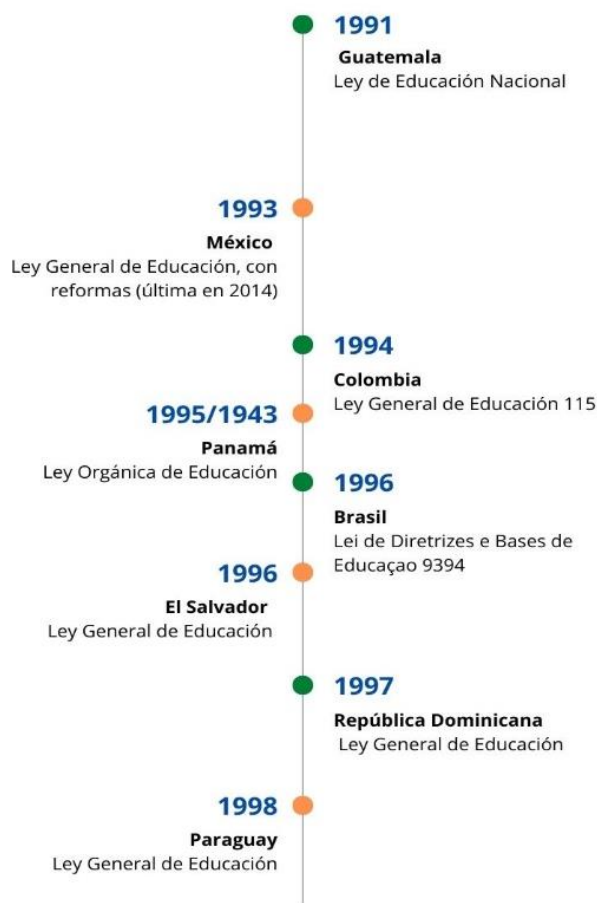 1991
Guatemala
Ley de Educación Nacional
1993
México
Ley General de Educación, con
reformas (última en 2014)
1994
Colombia
Ley General de Educación 115
1995/1943
Panamá
Ley Orgánica de Educación
1996
Brasil
Lei de Diretrizes e Bases de
Educaçao 9394
1996
El Salvador
Ley General de Educación
1997
República Dominicana
Ley General de Educación
1998
Paraguay
Ley General de Educación